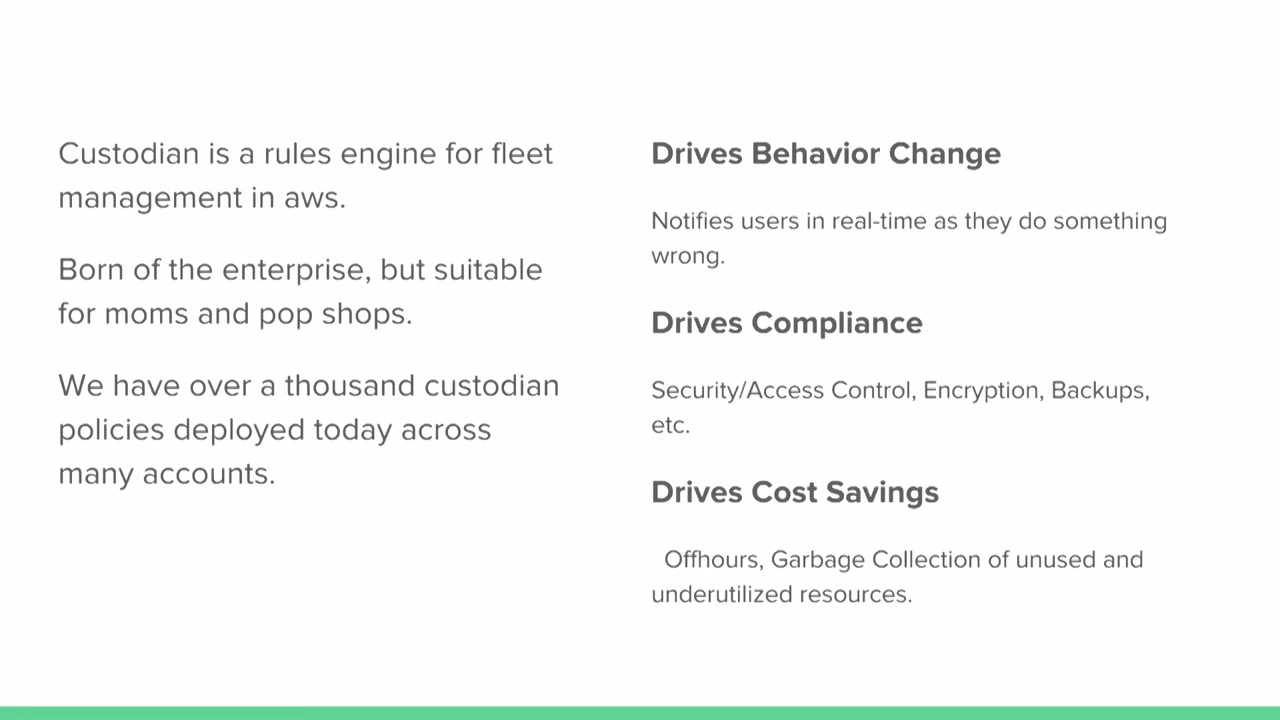 Custodian is a rules engine for fleet
management in aws.
Born of the enterprise, but suitable
for moms and pop shops.
We have over a thousand custodian
policies deployed today across
many accounts.
Drives Behavior Change
Notifies users in real-time as they do something
wrong.
Drives Compliance
Security/Access Control, Encryption, Backups,
etc.
Drives Cost Savings
Offhours, Garbage Collection of unused and
underutilized resources.